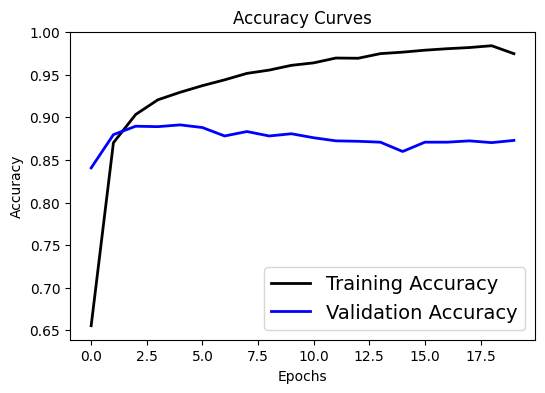 Accuracy Curves
1.00
0.95
0.90
0.85
0.80
0.75
0.70
0.65
Accuracy
Training Accuracy
Validation Accuracy
0.0 2.5 5.0 7.5 10.0 12.5 15.0 17.5
Epochs